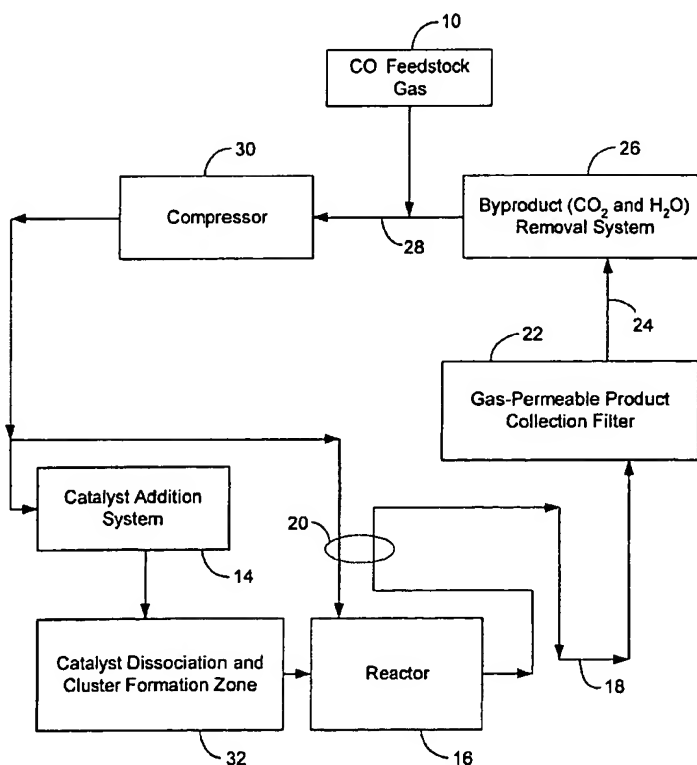 10
CO Feedstock
Gas
30
26
Compressor
Byproduct (CO₂ and H₂O)
Removal System
28
24
22
Gas-Permeable Product
Collection Filter
Catalyst Addition
System
20
14
18
Catalyst Dissociation and
Cluster Formation Zone
Reactor
32
16